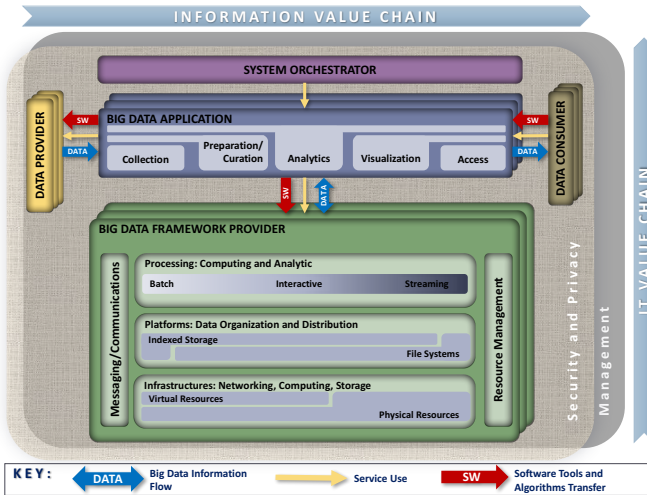 INFORMATION VALUE CHAIN
SYSTEM ORCHESTRATOR
BIG DATA APPLICATION
Collection
Preparation/
Curation
Analytics
Visualization
Access
DATA PROVIDER
SW
DATA
SW
DATA
DATA CONSUMER
SW
DATA
BIG DATA FRAMEWORK PROVIDER
Messaging/Communications
Processing: Computing and Analytic
Batch
Interactive
Streaming
Platforms: Data Organization and Distribution
Indexed Storage
File Systems
Infrastructures: Networking, Computing, Storage
Virtual Resources
Physical Resources
Resource Management
Security and Privacy
Management
IT VALUE CHAIN
KEY:
DATA
Big Data Information
Flow
Service Use
SW
Software Tools and
Algorithms Transfer